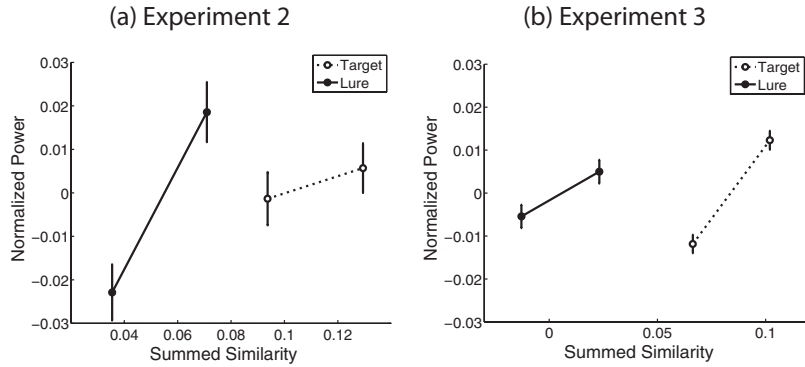 (a) Experiment 2
0.03
0.02
0.01
0
−0.01
−0.02
−0.03
Normalized Power
Target
Lure
0.04 0.06 0.08 0.1 0.12
Summed Similarity
(b) Experiment 3
0.03
0.02
0.01
0
−0.01
−0.02
−0.03
Normalized Power
Target
Lure
0 0.05 0.1
Summed Similarity